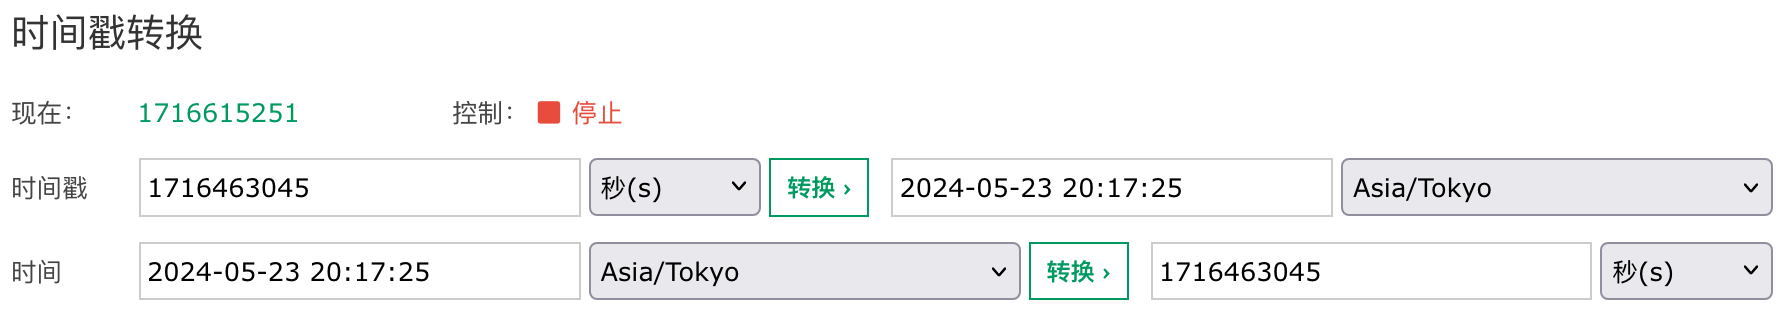 时间戳转换
现在： 1716615251 控制： 停止
时间戳 1716463045 秒(s) 转换 › 2024-05-23 20:17:25 Asia/Tokyo
时间 2024-05-23 20:17:25 Asia/Tokyo 转换 › 1716463045 秒(s)